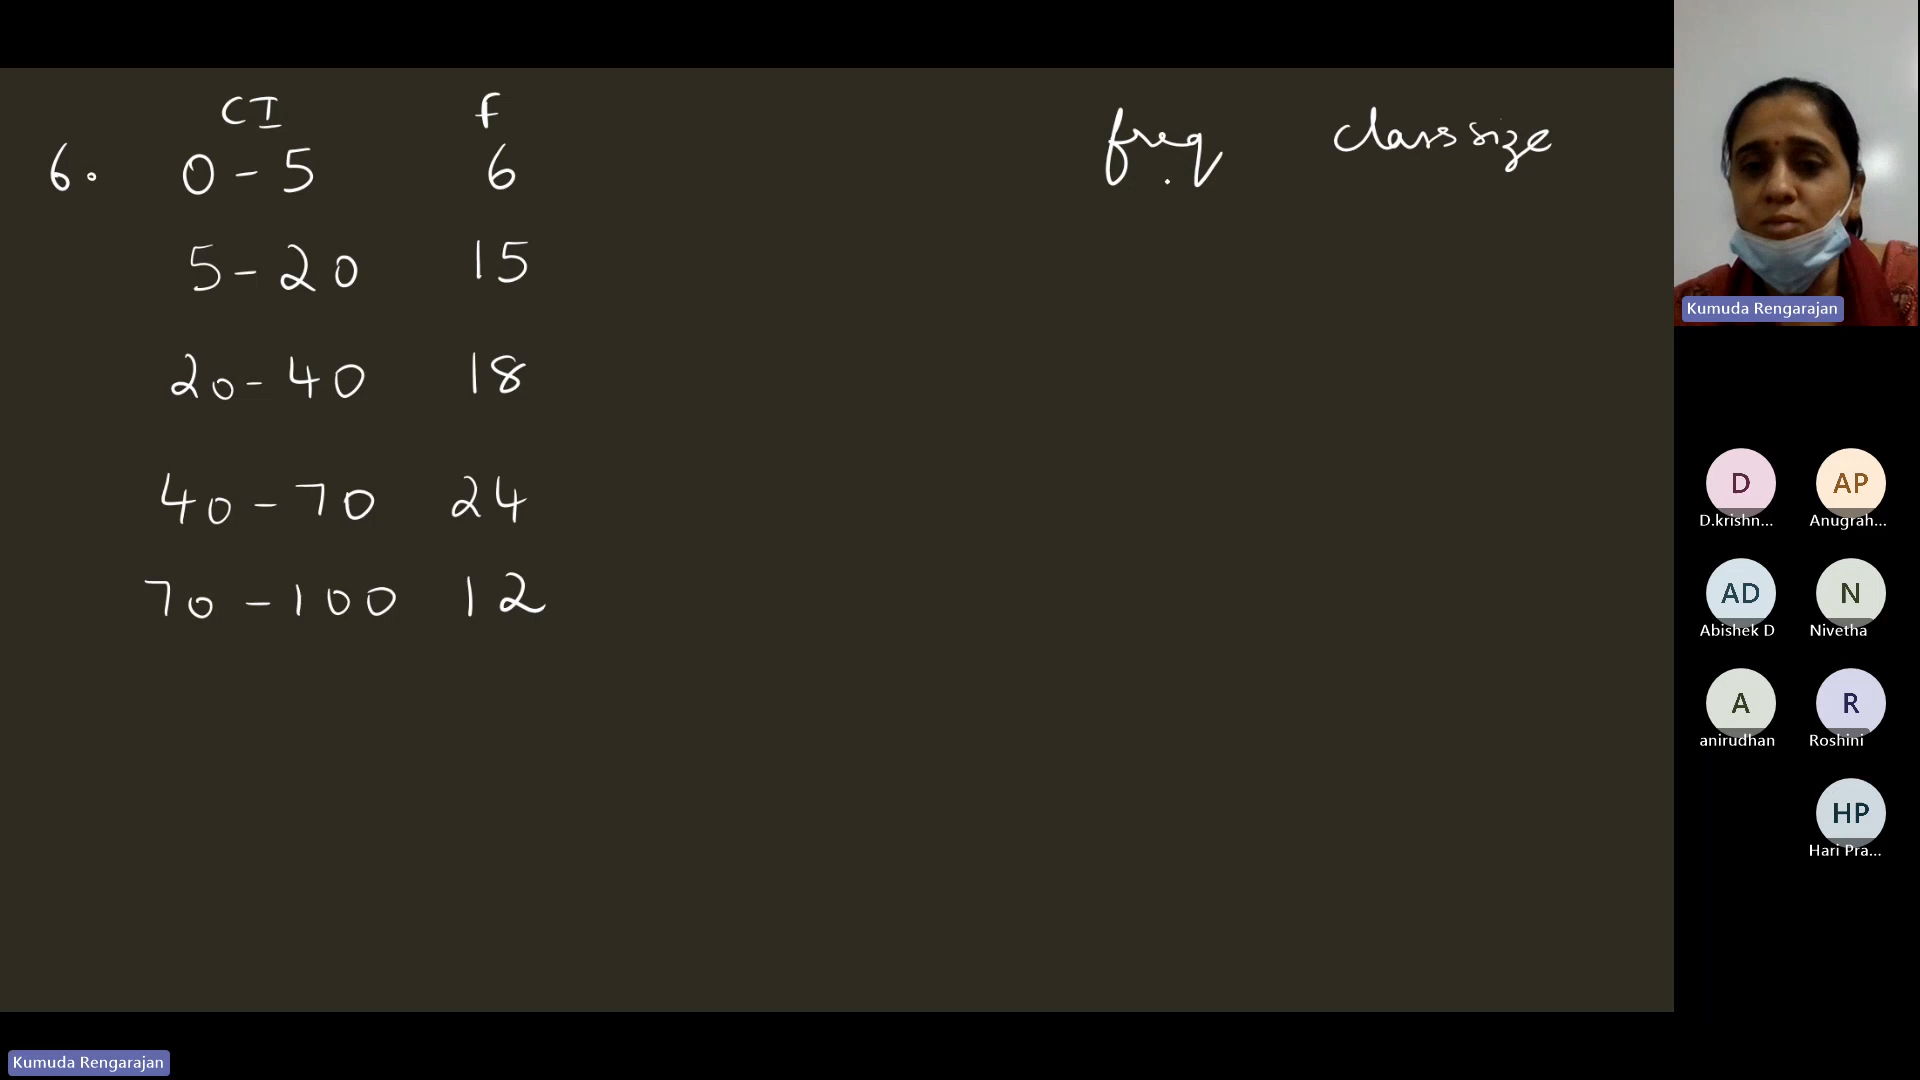 CI F
6. 0 - 5 6
5 - 20 15
20 - 40 18
40 - 70 24
70 - 100 12
freq class size
Kumuda Rengarajan
D
D.krishn...
AP
Anugrah...
AD
Abishek D
N
Nivetha
A
anirudhan
R
Roshini
HP
Hari Pra...
Kumuda Rengarajan